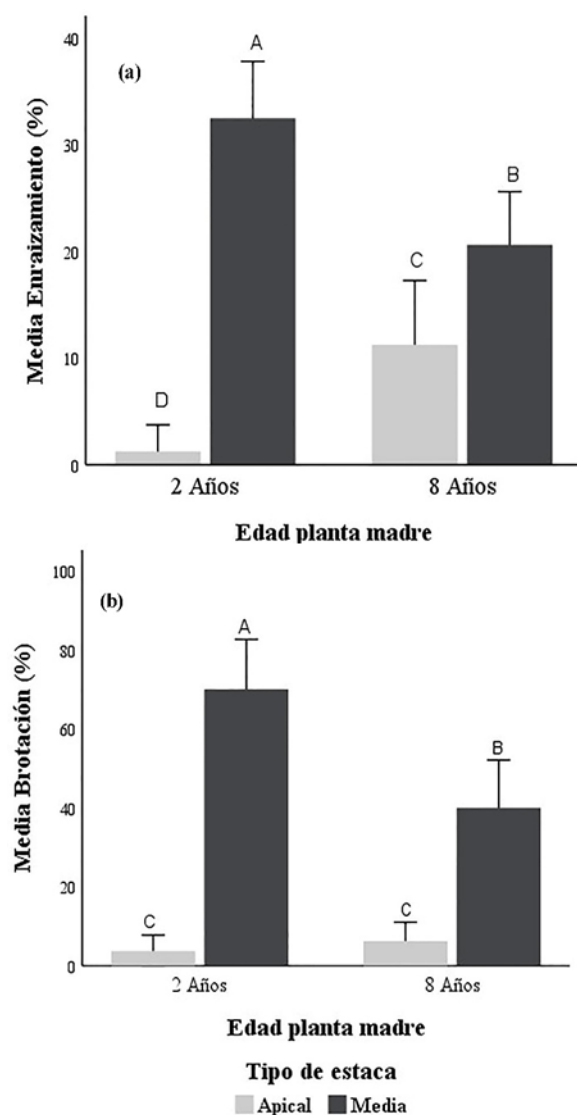 (a)
Media Enraizamiento (%)
40
30
20
10
0
D
A
C
B
2 Años
8 Años
Edad planta madre
(b)
Media Brotación (%)
100
80
60
40
20
0
C
A
C
B
2 Años
8 Años
Edad planta madre
Tipo de estaca
Apical
Media